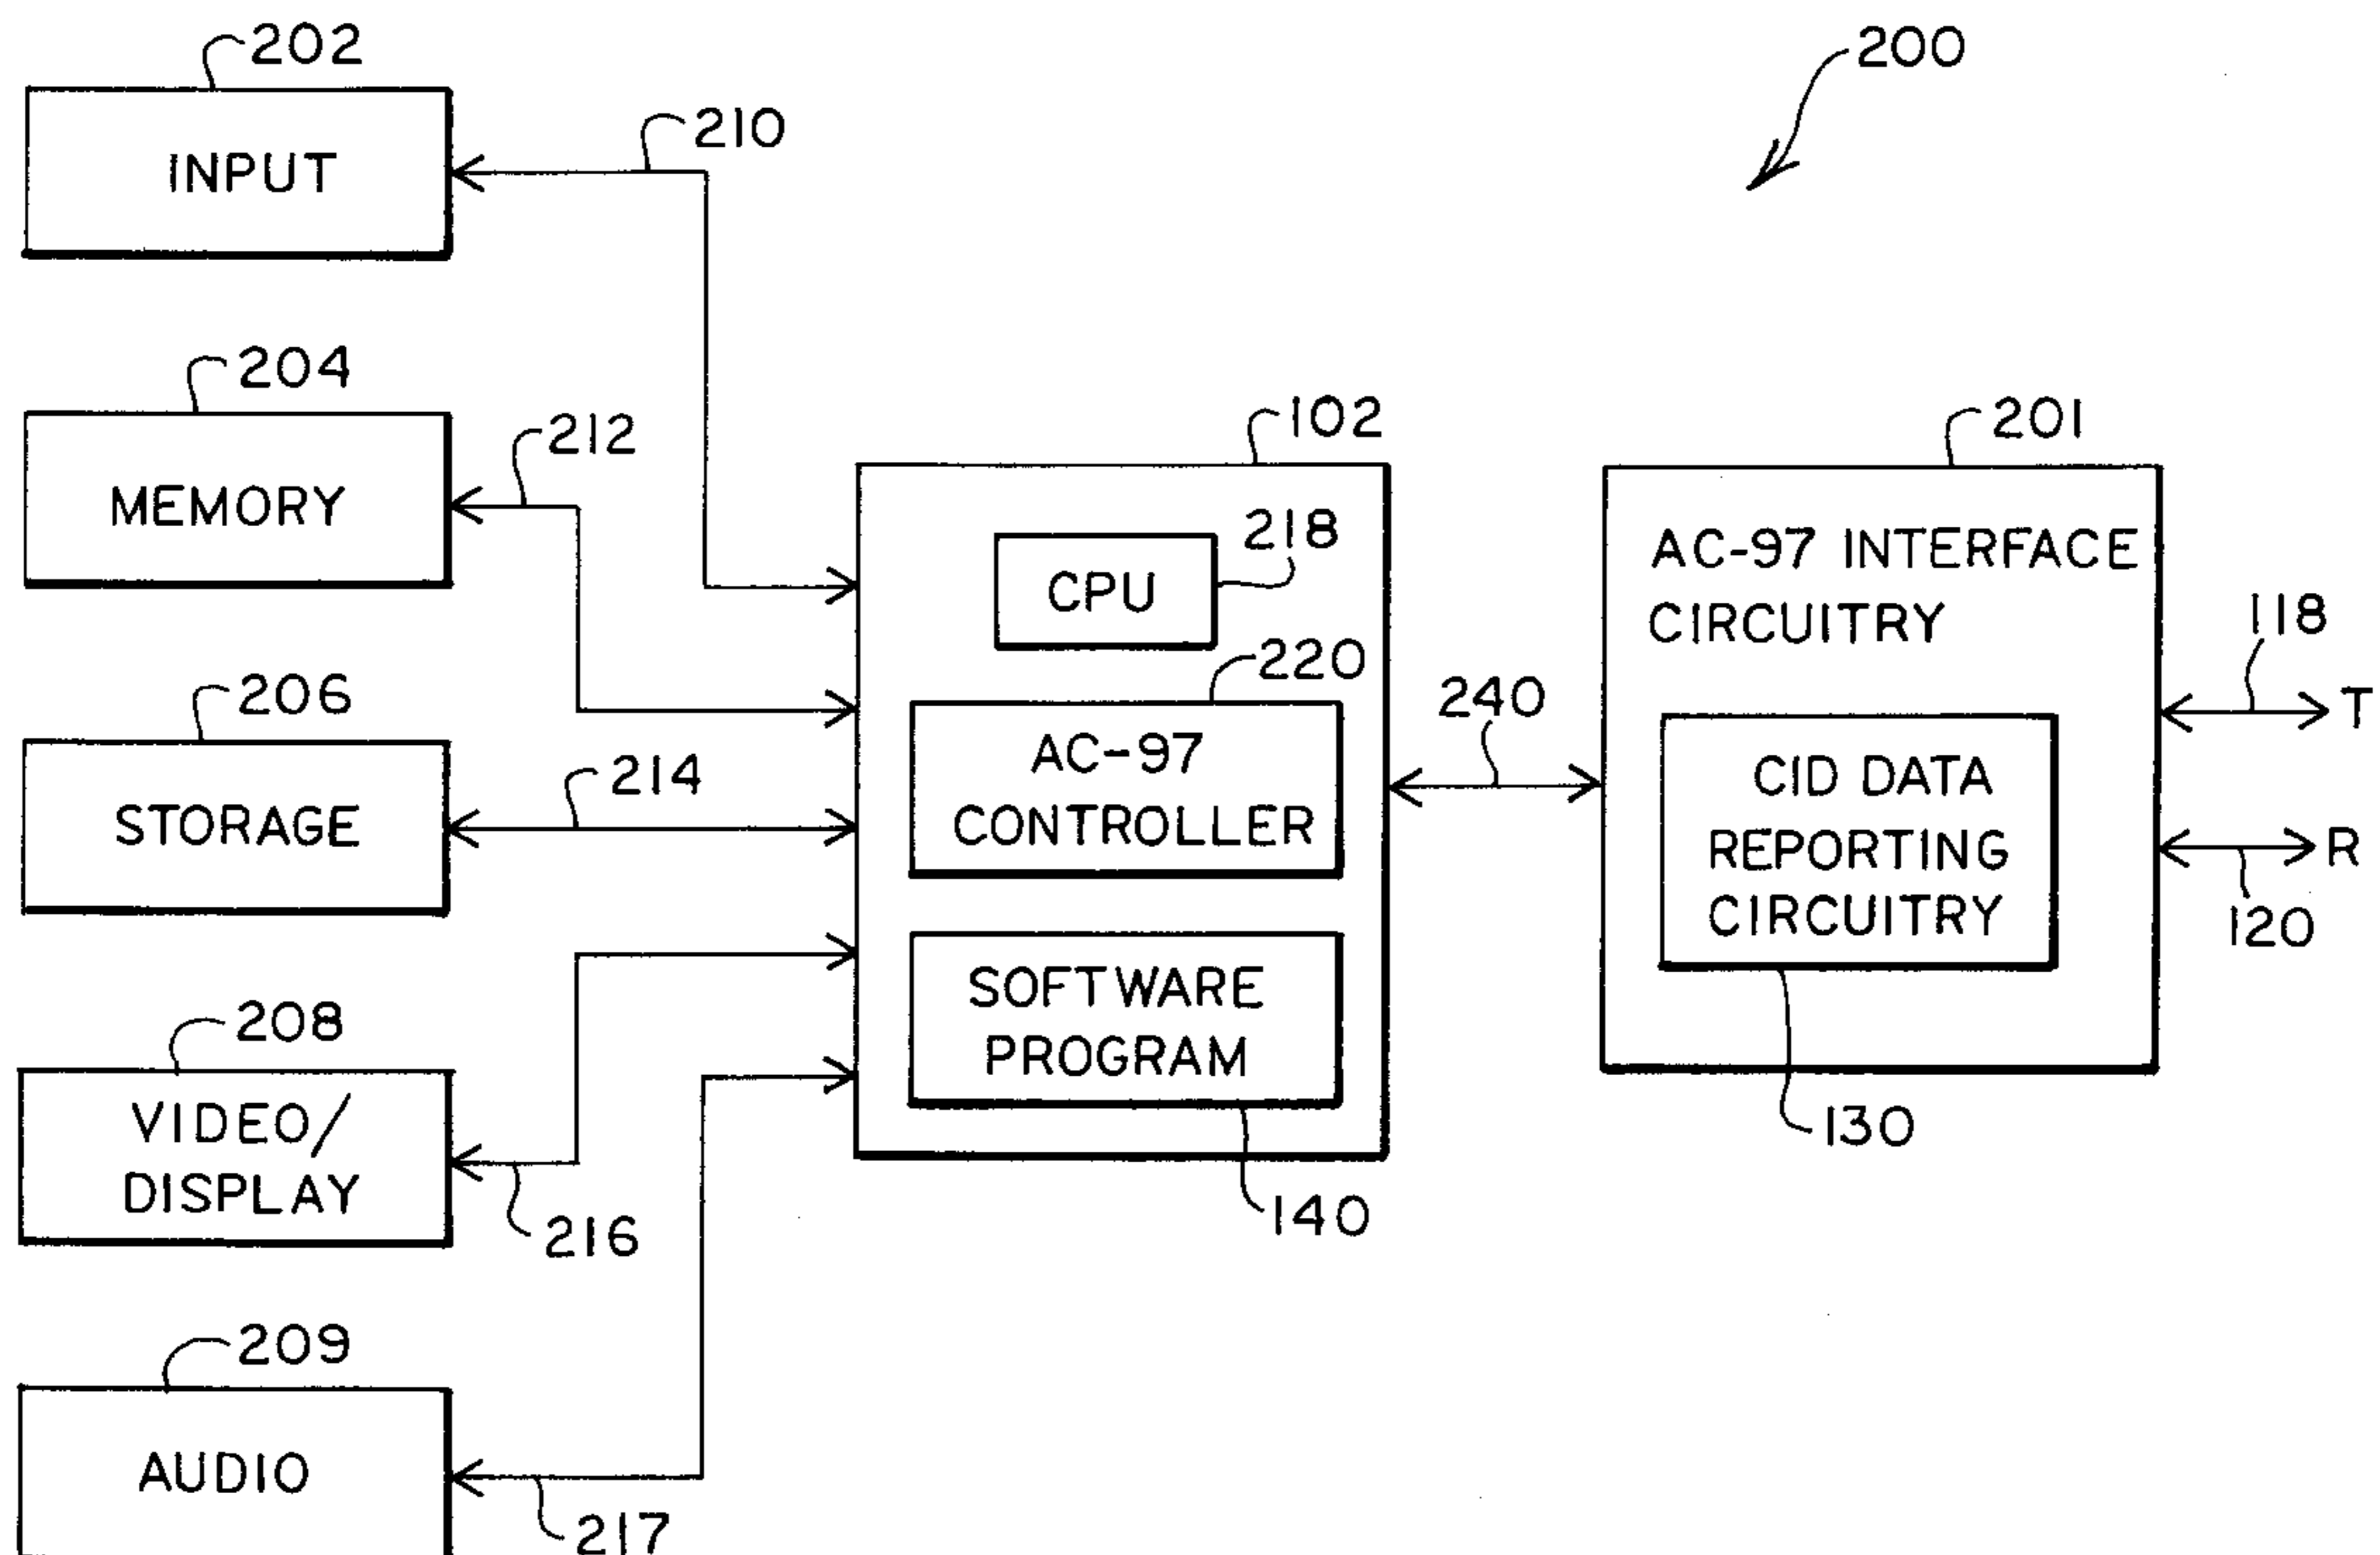 202
INPUT
210
200
204
MEMORY
212
206
STORAGE
214
208
VIDEO/
DISPLAY
216
209
AUDIO
217
102
218
CPU
220
AC-97
CONTROLLER
SOFTWARE
PROGRAM
140
240
201
AC-97 INTERFACE
CIRCUITRY
CID DATA
REPORTING
CIRCUITRY
130
118
T
R
120